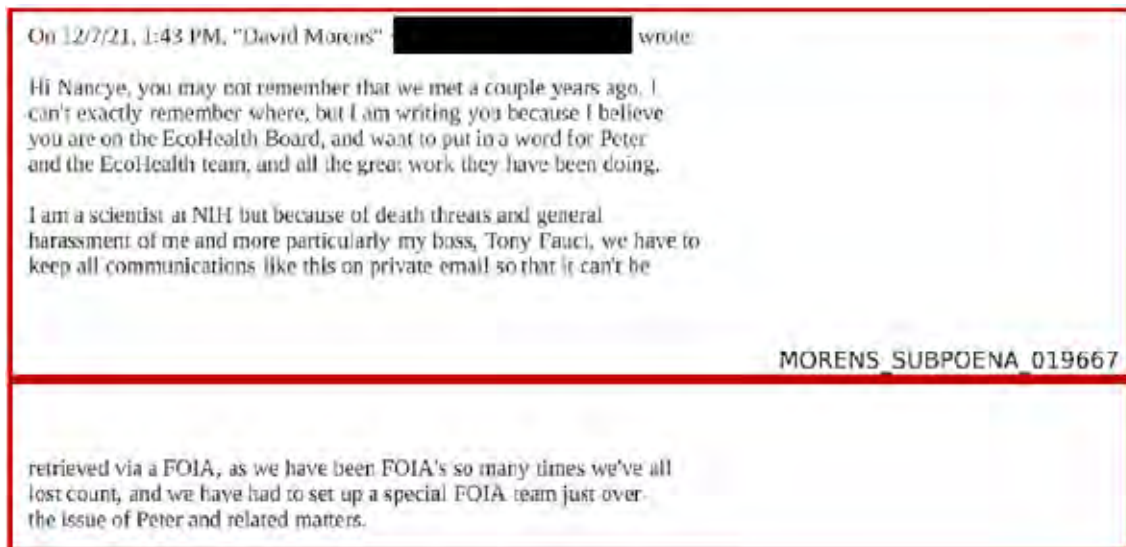 On 12/7/21, 1:43 PM, "David Morens" wrote:
Hi Nancye, you may not remember that we met a couple years ago. I
can't exactly remember where, but I am writing you because I believe
you are on the EcoHealth Board, and want to put in a word for Peter
and the EcoHealth team, and all the great work they have been doing.
I am a scientist at NIH but because of death threats and general
harassment of me and more particularly my boss, Tony Fauci, we have to
keep all communications like this on private email so that it can't be
MORENS_SUBPOENA_019667
retrieved via a FOIA, as we have been FOIA's so many times we've all
lost count, and we have had to set up a special FOIA team just over
the issue of Peter and related matters.